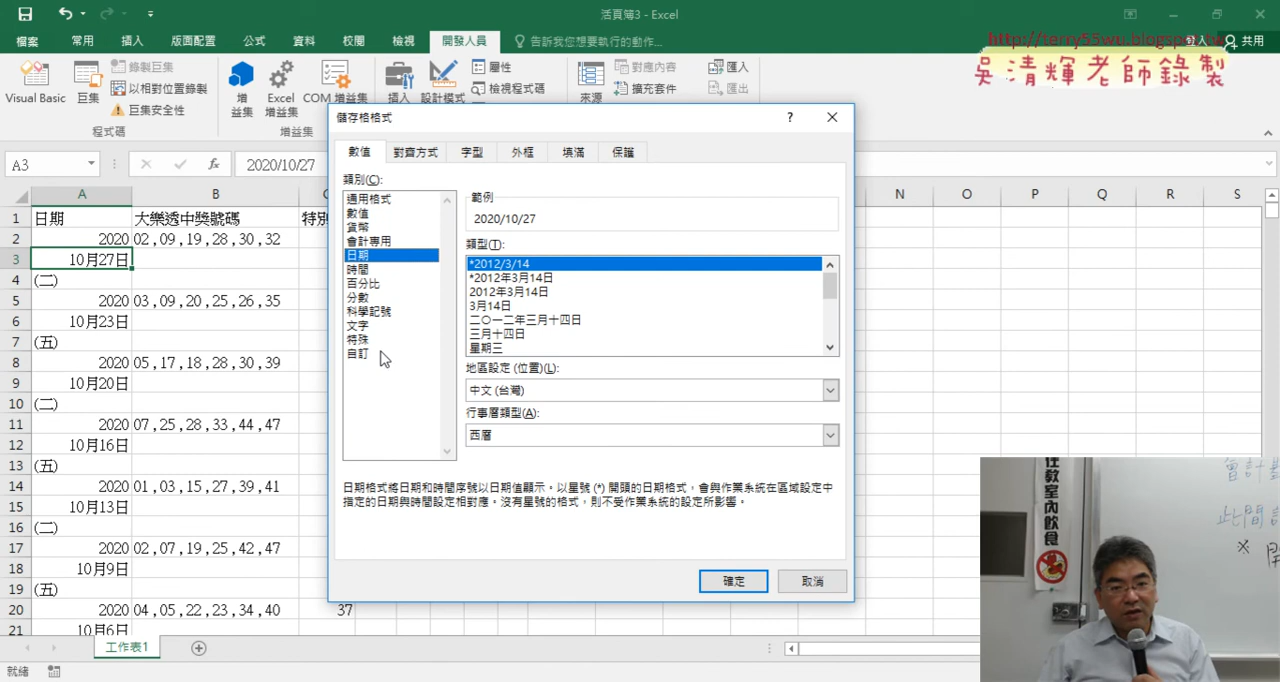 活頁簿3 - Excel
檔案 常用 插入 版面配置 公式 資料 校閱 檢視 開發人員 告訴我您想要執行的動作... 登入 共用
http://terry55wu.blogspot.tw
吳清輝老師錄製
Visual Basic 巨集 錄製巨集 以相對位置錄製 巨集安全性
程式碼
增益集 Excel 增益集 COM 增益集
增益集
插入 設計模式 屬性 檢視程式碼
來源 對應內容 擴充套件 匯入 匯出
A3 fx 2020/10/27
A B N O P Q R S
1 日期 大樂透中獎號碼 特別
2 2020 02,09,19,28,30,32
3 10月27日
4 (二)
5 2020 03,09,20,25,26,35
6 10月23日
7 (五)
8 2020 05,17,18,28,30,39
9 10月20日
10 (二)
11 2020 07,25,28,33,44,47
12 10月16日
13 (五)
14 2020 01,03,15,27,39,41
15 10月13日
16 (二)
17 2020 02,07,19,25,42,47
18 10月9日
19 (五)
20 2020 04,05,22,23,34,40 37
21 10月6日
工作表1
就緒
儲存格格式 ?
數值 對齊方式 字型 外框 填滿 保護
類別(C):
通用格式
數值
貨幣
會計專用
日期
時間
百分比
分數
科學記號
文字
特殊
自訂
範例
2020/10/27
類型(T):
*2012/3/14
*2012年3月14日
2012年3月14日
3月14日
二○一二年三月十四日
三月十四日
星期三
地區設定 (位置)(L):
中文 (台灣)
行事曆類型(A):
西曆
日期格式將日期和時間序號以日期值顯示。以星號 (*) 開頭的日期格式，會與作業系統在區域設定中
指定的日期與時間設定相對應。沒有星號的格式，則不受作業系統的設定所影響。
確定 取消
任教室內飲食
會計
此間
※ 開